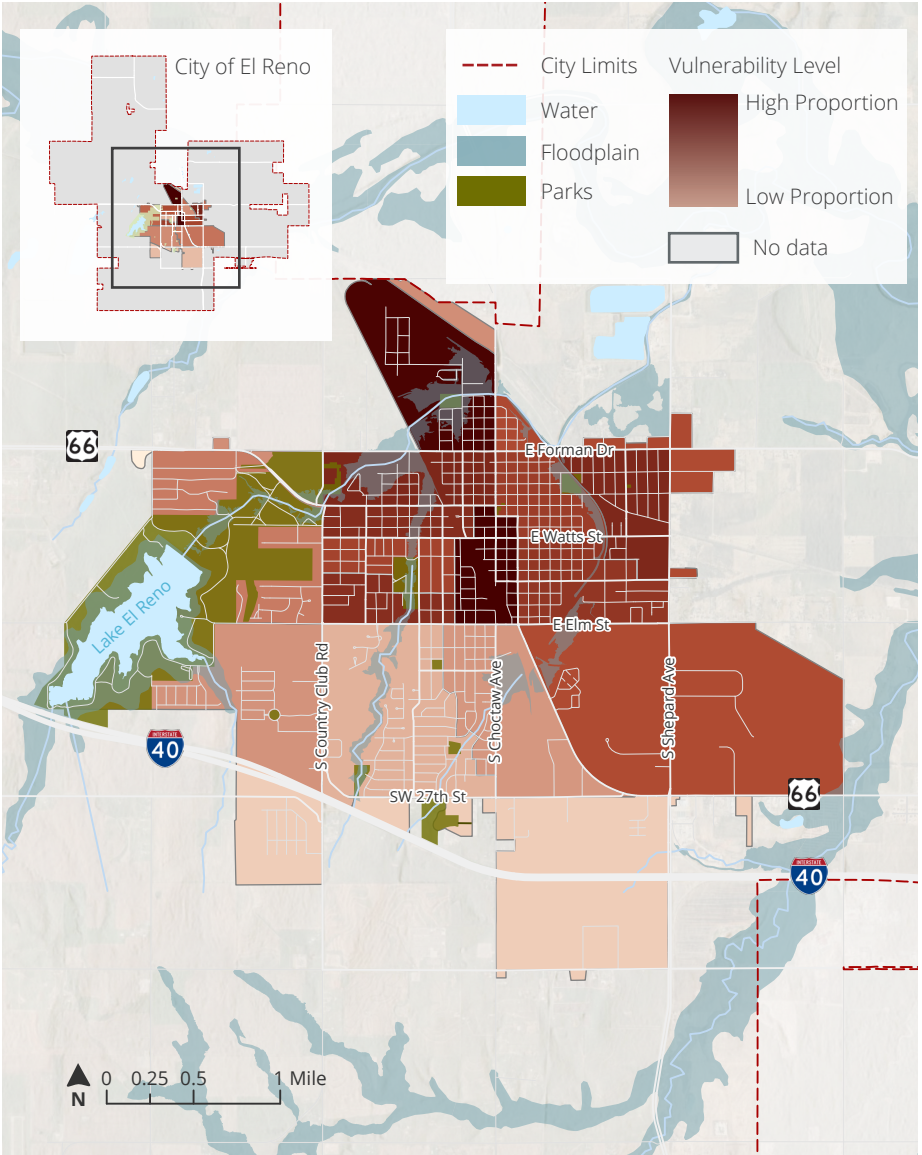 City of El Reno
City Limits
Water
Floodplain
Parks
Vulnerability Level
High Proportion
Low Proportion
No data
66
E Forman Dr
E Watts St
Lake El Reno
E Elm St
S Country Club Rd
S Choctaw Ave
S Shepard Ave
INTERSTATE
40
SW 27th St
66
INTERSTATE
40
0 0.25 0.5 1 Mile
N